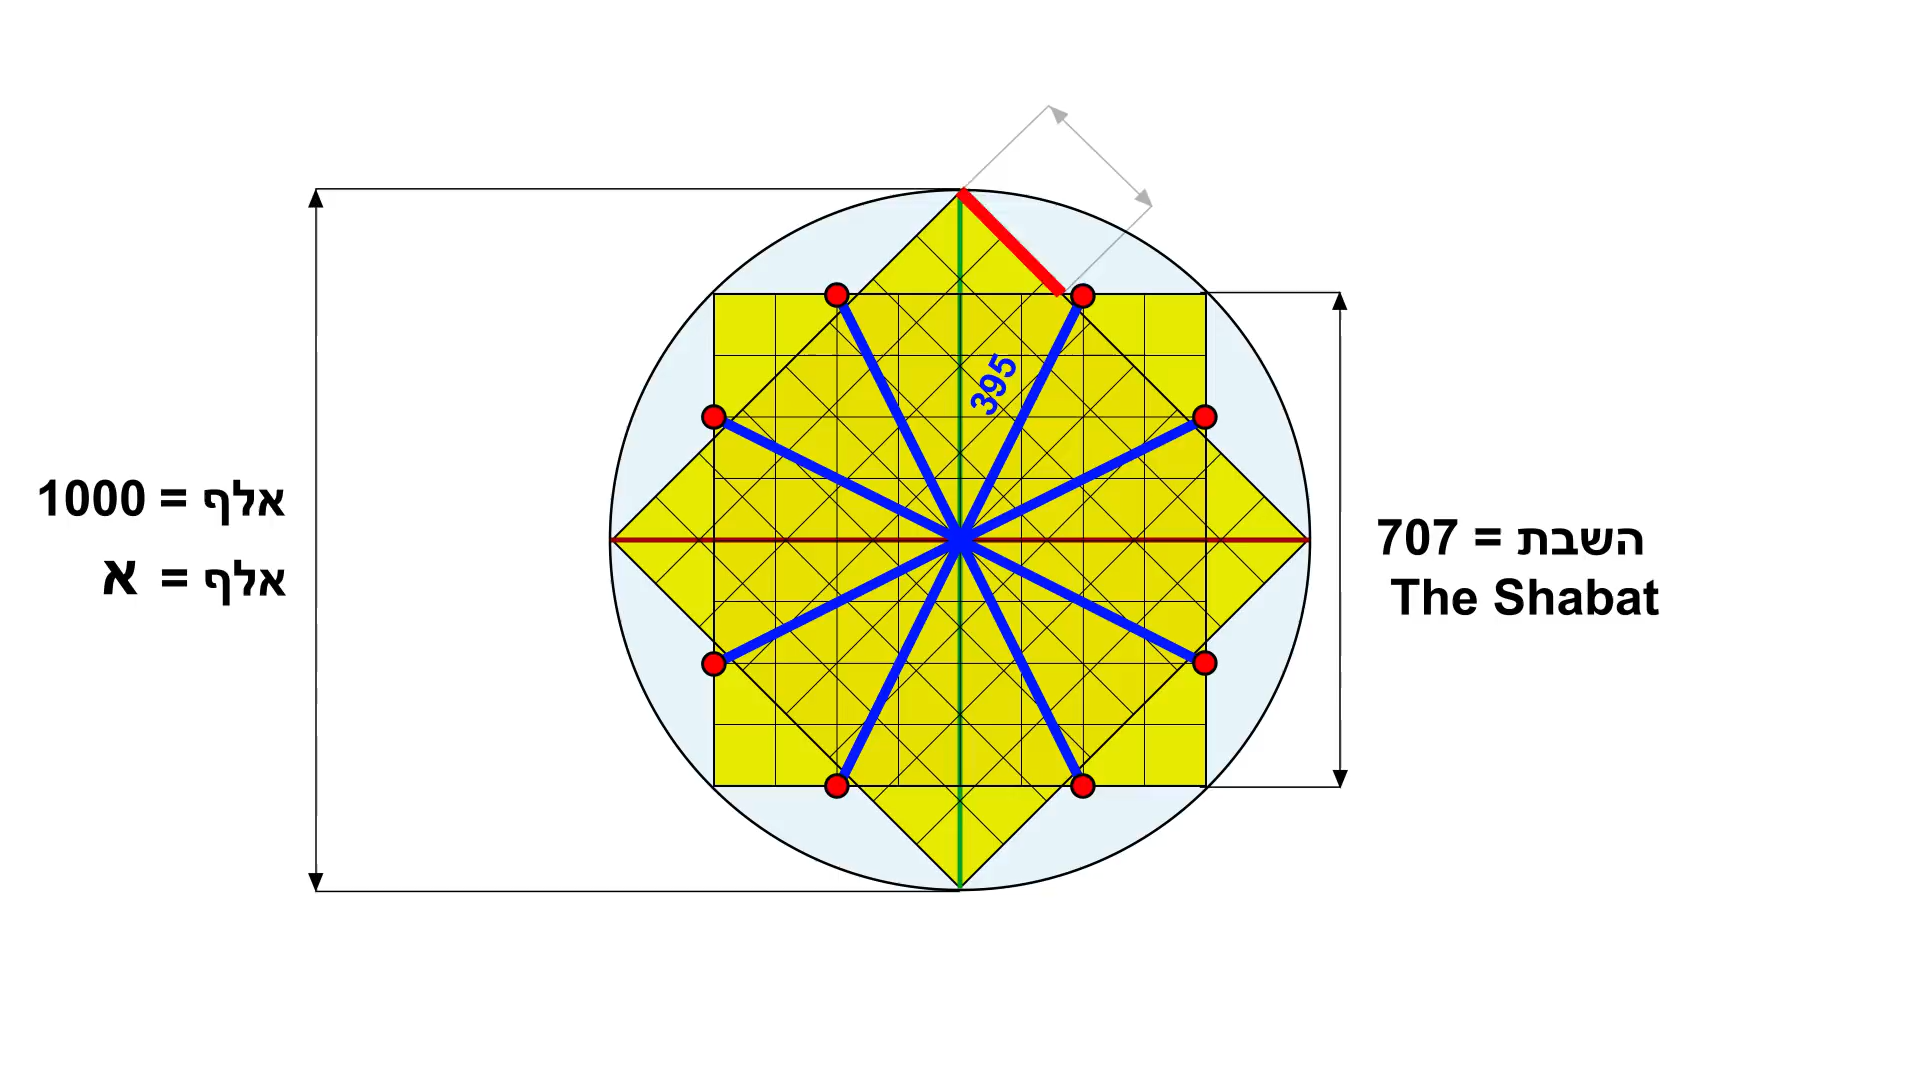 אלף = 1000
אלף = א
395
השבת = 707
The Shabat